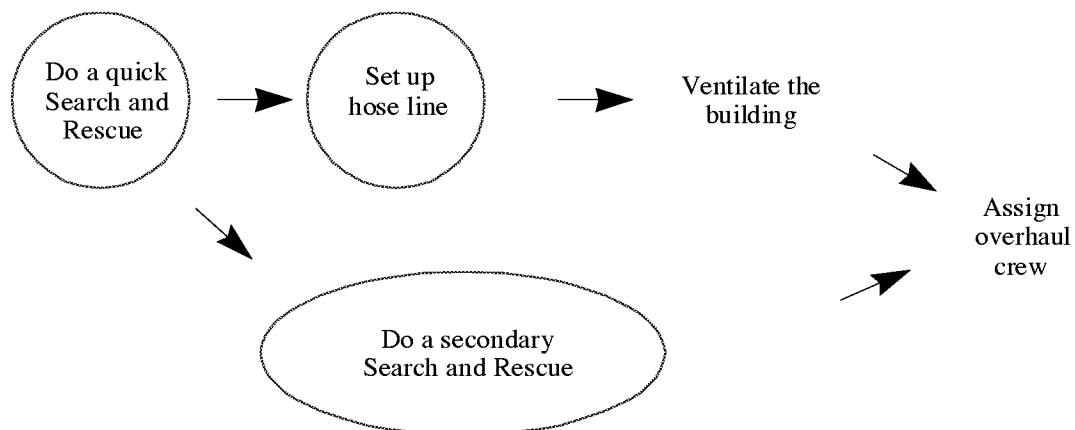 Do a quick
Search and
Rescue
Set up
hose line
Ventilate the
building
Assign
overhaul
crew
Do a secondary
Search and Rescue